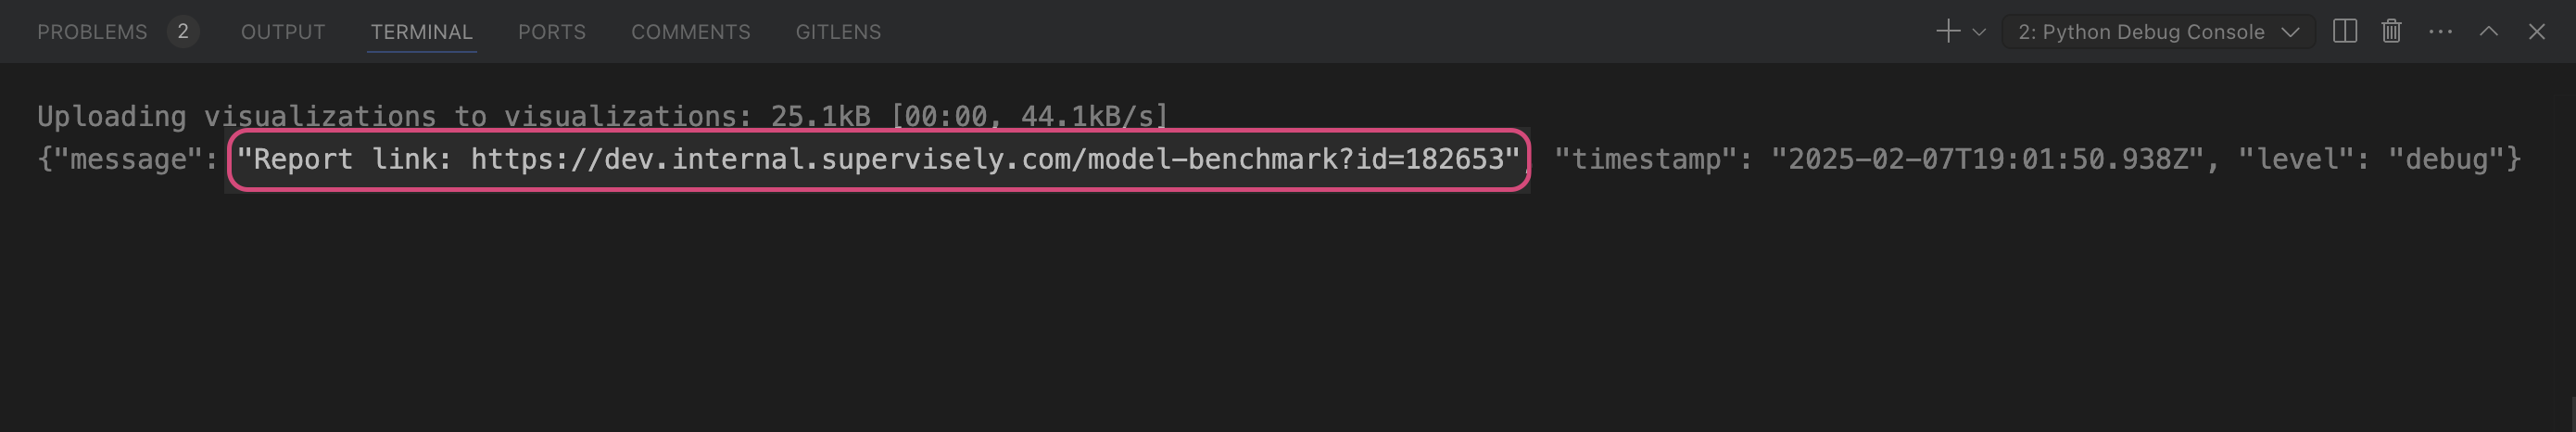 PROBLEMS 2 OUTPUT TERMINAL PORTS COMMENTS GITLENS 2: Python Debug Console
Uploading visualizations to visualizations: 25.1kB [00:00, 44.1kB/s]
{"message": "Report link: https://dev.internal.supervisely.com/model-benchmark?id=182653", "timestamp": "2025-02-07T19:01:50.938Z", "level": "debug"}